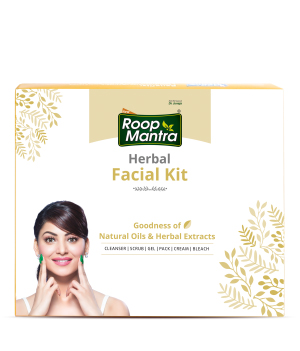 Roop
Mantra
Herbal
Facial Kit
Goodness of
Natural Oils & Herbal Extracts
CLEANSER | SCRUB | GEL | PACK | CREAM | BLEACH